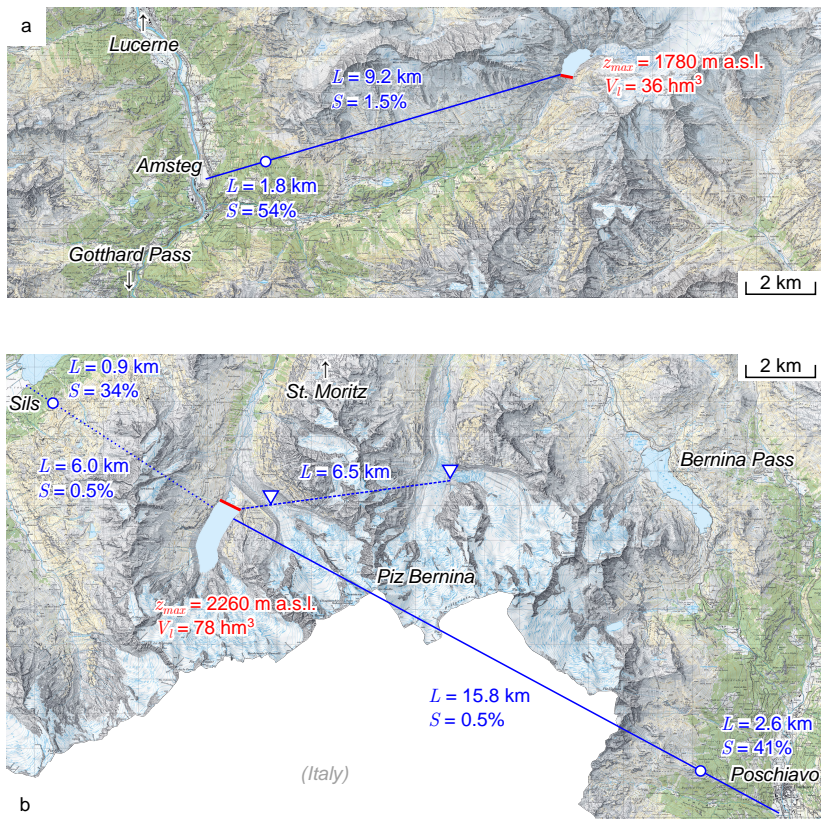 a
↑
Lucerne
L = 9.2 km
S = 1.5%
z_max = 1780 m a.s.l.
V_l = 36 hm³
Amsteg
L = 1.8 km
S = 54%
Gotthard Pass
↓
2 km
L = 0.9 km
S = 34%
Sils
↑
St. Moritz
2 km
L = 6.0 km
S = 0.5%
L = 6.5 km
Bernina Pass
Piz Bernina
z_max = 2260 m a.s.l.
V_l = 78 hm³
L = 15.8 km
S = 0.5%
L = 2.6 km
S = 41%
Poschiavo
(Italy)
b